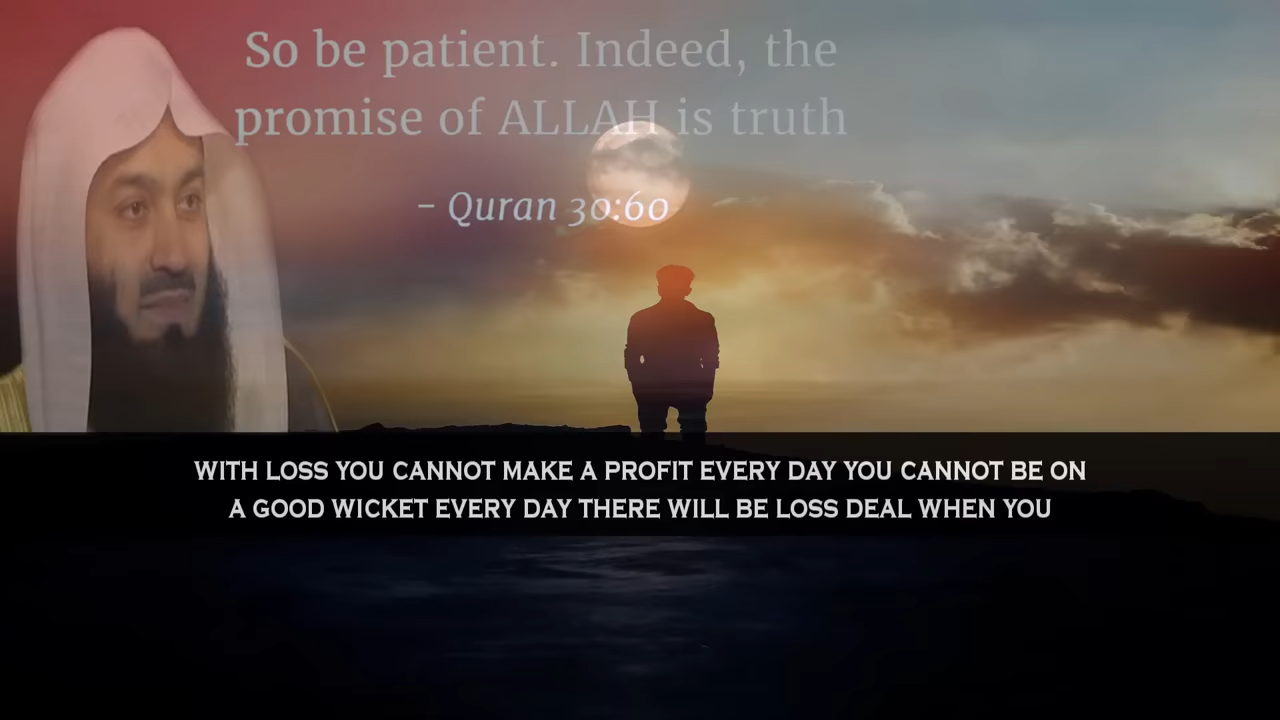 So be patient. Indeed, the
promise of ALLAH is truth
– Quran 30:60
WITH LOSS YOU CANNOT MAKE A PROFIT EVERY DAY YOU CANNOT BE ON
A GOOD WICKET EVERY DAY THERE WILL BE LOSS DEAL WHEN YOU